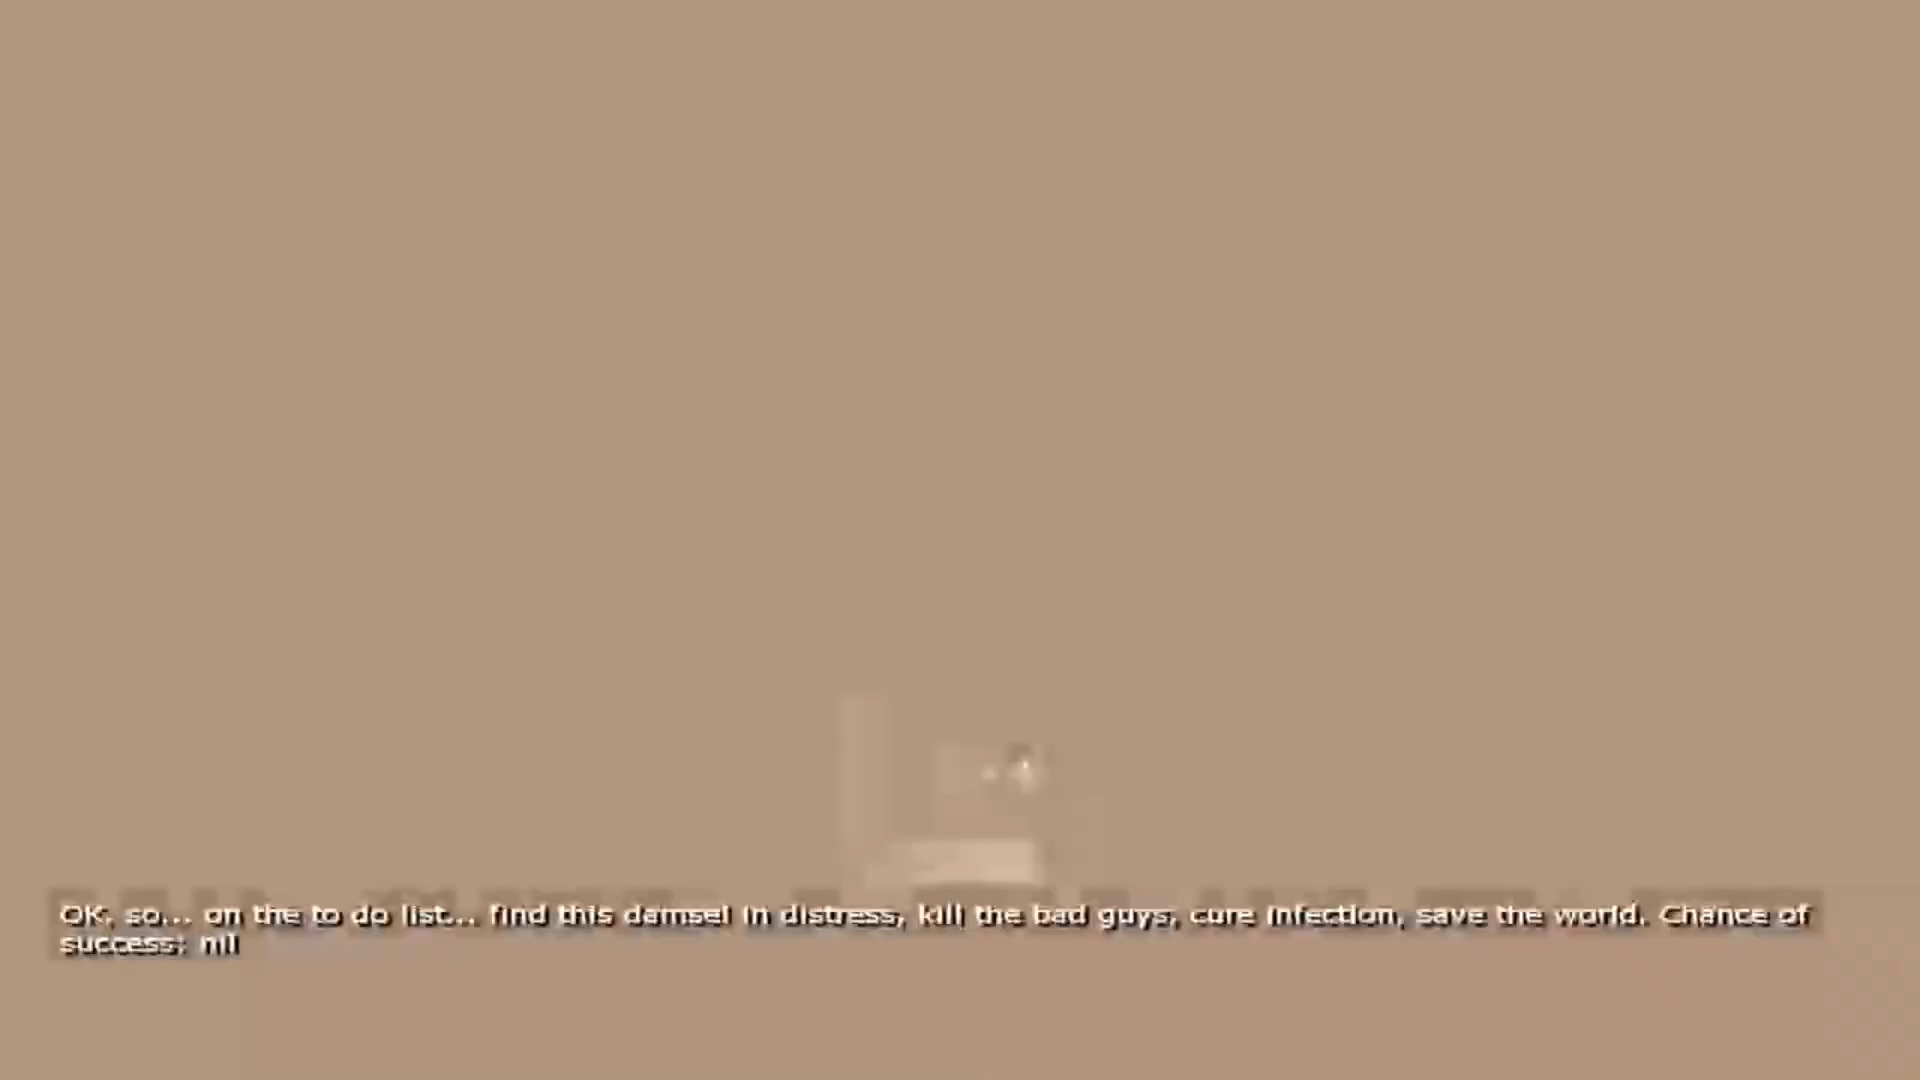 OK, so... on the to do list... find this damsel in distress, kill the bad guys, cure infection, save the world. Chance of
success: nil